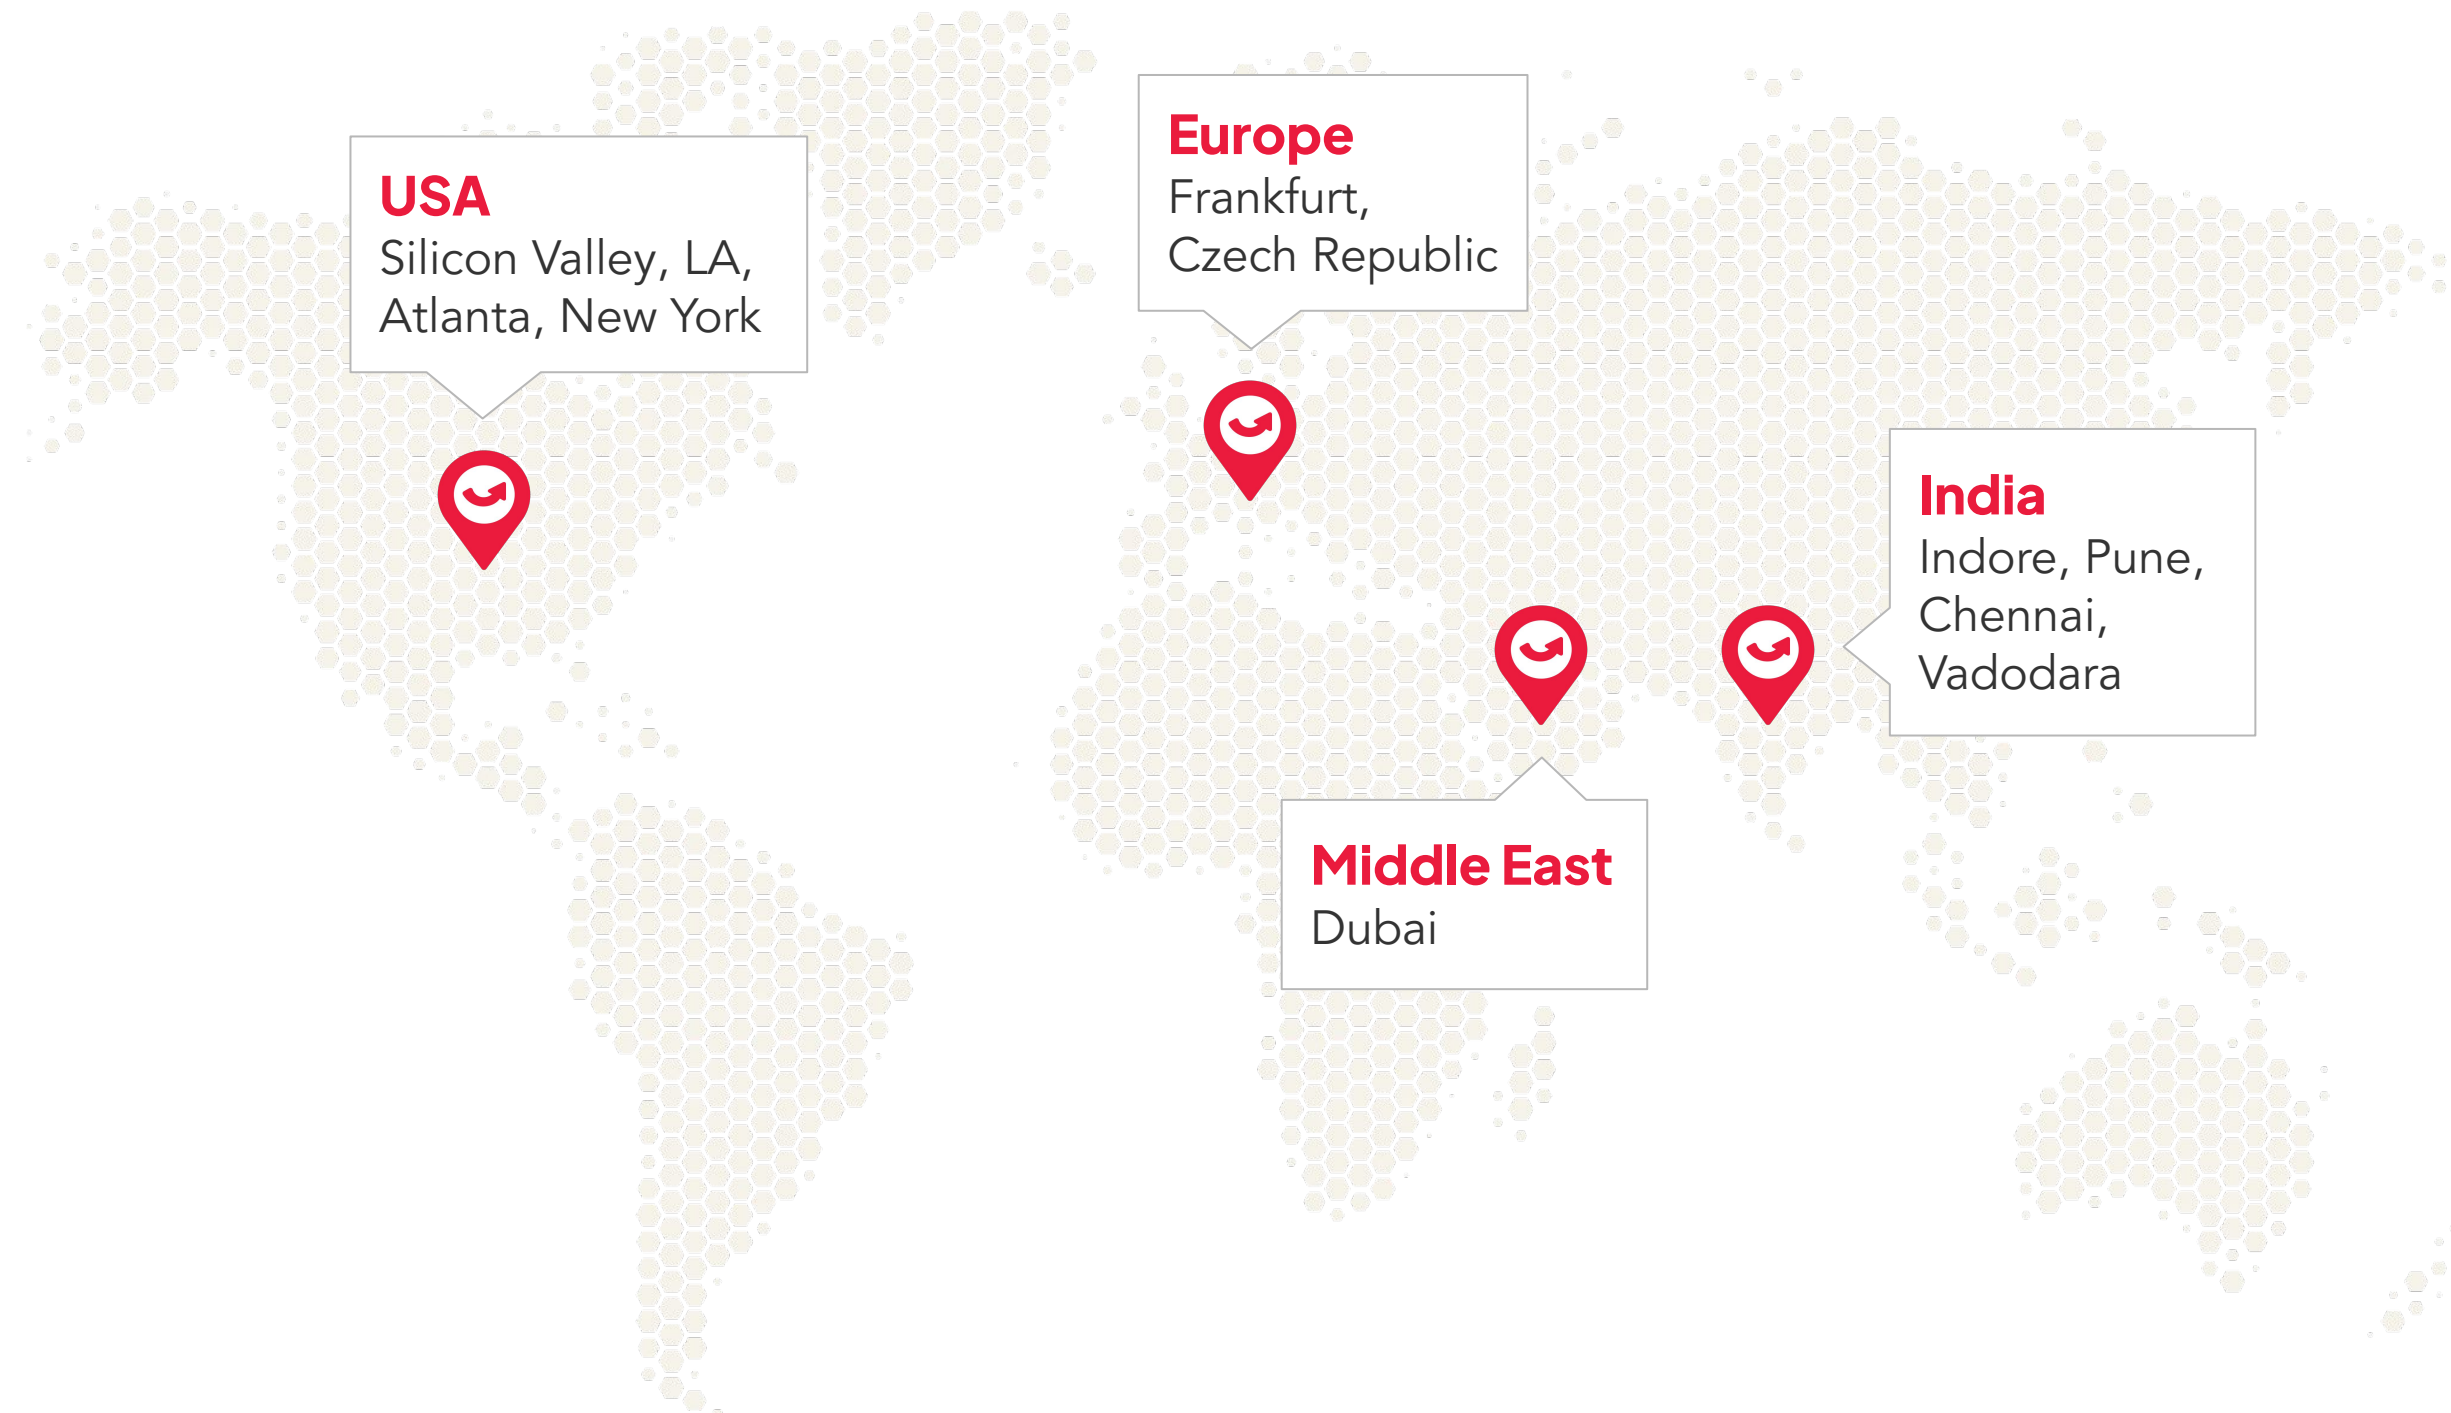 USA
Silicon Valley, LA,
Atlanta, New York
Europe
Frankfurt,
Czech Republic
India
Indore, Pune,
Chennai,
Vadodara
Middle East
Dubai